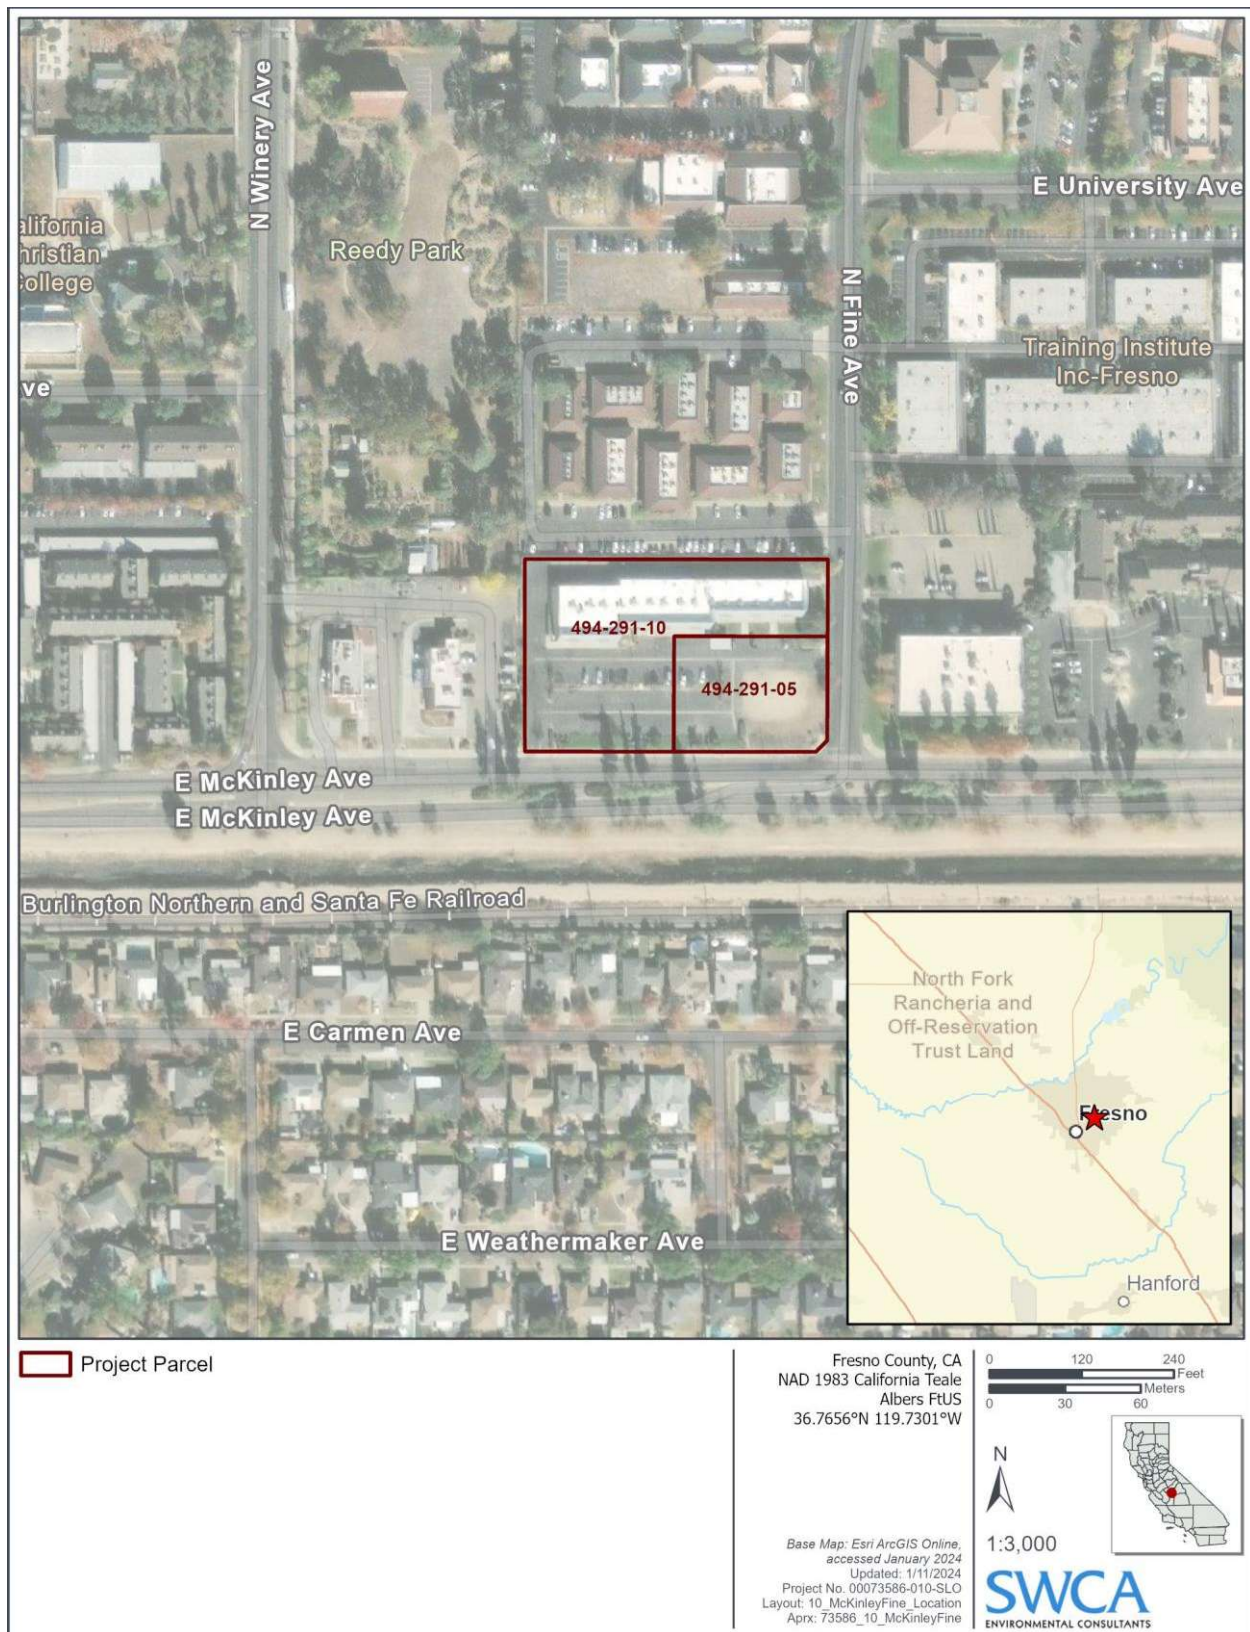 N Winery Ave
E University Ave
alifornia
hristian
ollege
Reedy Park
N Fine Ave
Training Institute
Inc-Fresno
ve
494-291-10
494-291-05
E McKinley Ave
E McKinley Ave
Burlington Northern and Santa Fe Railroad
E Carmen Ave
E Weathermaker Ave
North Fork
Rancheria and
Off-Reservation
Trust Land
Fresno
Hanford
Project Parcel
Fresno County, CA
NAD 1983 California Teale
Albers FtUS
36.7656°N 119.7301°W
Base Map: Esri ArcGIS Online,
accessed January 2024
Updated: 1/11/2024
Project No. 00073586-010-SLO
Layout: 10_McKinleyFine_Location
Aprx: 73586_10_McKinleyFine
0 120 240
Feet
Meters
0 30 60
N
1:3,000
SWCA
ENVIRONMENTAL CONSULTANTS